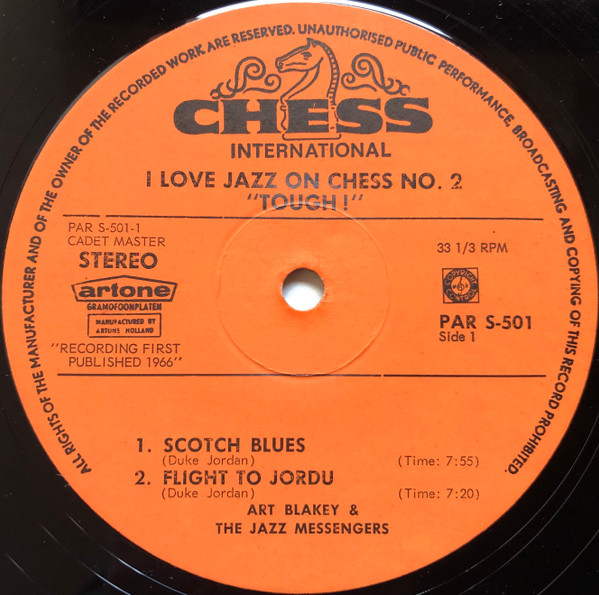 ALL RIGHTS OF THE MANUFACTURER AND OF THE OWNER OF THE RECORDED WORK ARE RESERVED. UNAUTHORISED PUBLIC PERFORMANCE, BROADCASTING AND COPYING OF THIS RECORD PROHIBITED.
CHESS
INTERNATIONAL
I LOVE JAZZ ON CHESS NO. 2
"TOUGH!"
PAR S-501-1
CADET MASTER
STEREO
artone
GRAMOFOONPLATEN
MANUFACTURED BY
ARTONE HOLLAND
"RECORDING FIRST
PUBLISHED 1966"
33 1/3 RPM
COPYRIGHT
CONTROL
PAR S-501
Side 1
1. SCOTCH BLUES
(Duke Jordan) (Time: 7:55)
2. FLIGHT TO JORDU
(Duke Jordan) (Time: 7:20)
ART BLAKEY &
THE JAZZ MESSENGERS